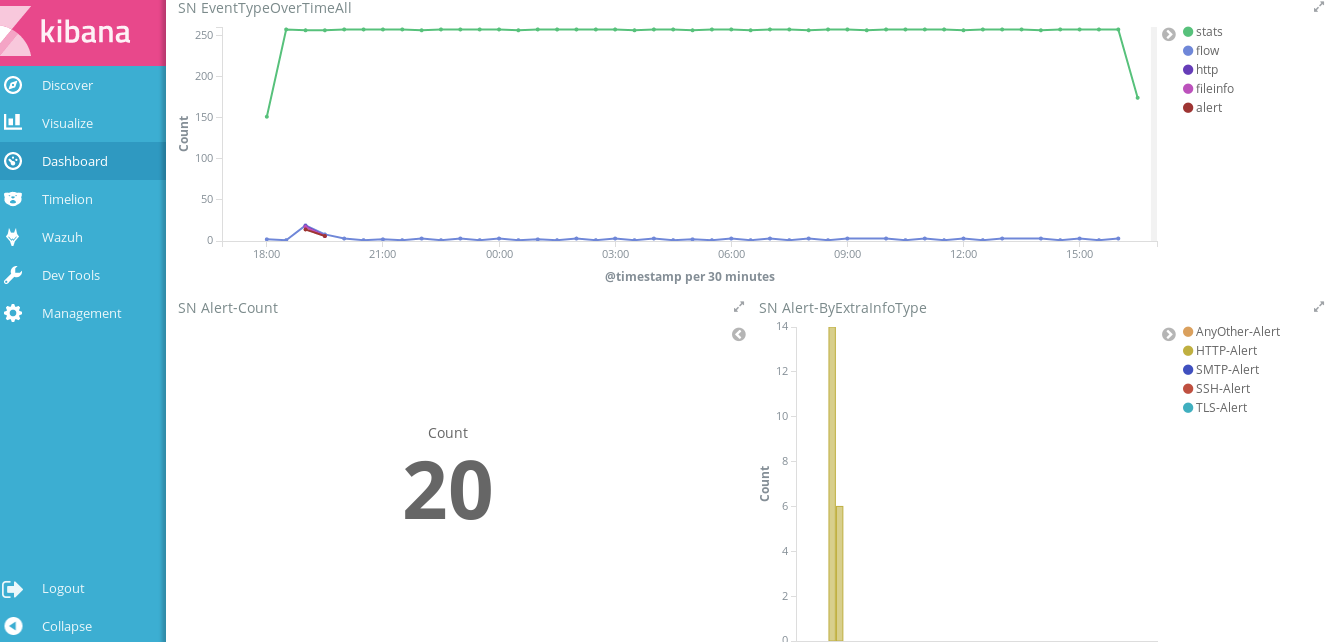 kibana
Discover
Visualize
Dashboard
Timelion
Wazuh
Dev Tools
Management
Logout
Collapse
SN EventTypeOverTimeAll
250
200
150
100
50
0
Count
18:00 21:00 00:00 03:00 06:00 09:00 12:00 15:00
@timestamp per 30 minutes
stats
flow
http
fileinfo
alert
SN Alert-Count
Count
20
SN Alert-ByExtraInfoType
14
12
10
8
6
4
2
0
Count
AnyOther-Alert
HTTP-Alert
SMTP-Alert
SSH-Alert
TLS-Alert